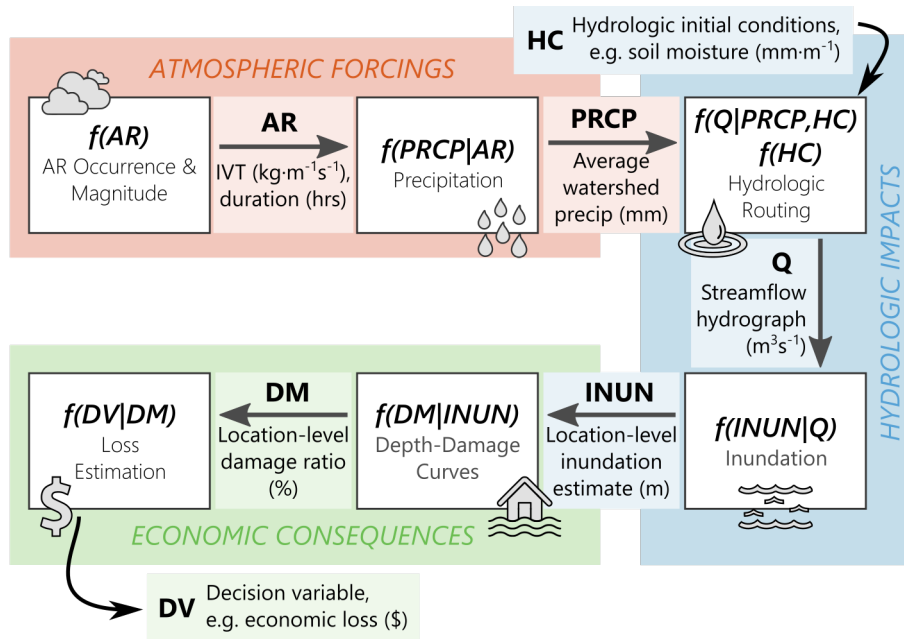 HC Hydrologic initial conditions,
e.g. soil moisture (mm·m⁻¹)
ATMOSPHERIC FORCINGS
f(AR)
AR Occurrence &
Magnitude
AR
IVT (kg·m⁻¹s⁻¹),
duration (hrs)
f(PRCP|AR)
Precipitation
PRCP
Average
watershed
precip (mm)
f(Q|PRCP,HC)
f(HC)
Hydrologic
Routing
HYDROLOGIC IMPACTS
Q
Streamflow
hydrograph
(m³s⁻¹)
f(INUN|Q)
Inundation
INUN
Location-level
inundation
estimate (m)
f(DM|INUN)
Depth-Damage
Curves
DM
Location-level
damage ratio
(%)
f(DV|DM)
Loss
Estimation
$
ECONOMIC CONSEQUENCES
DV Decision variable,
e.g. economic loss ($)